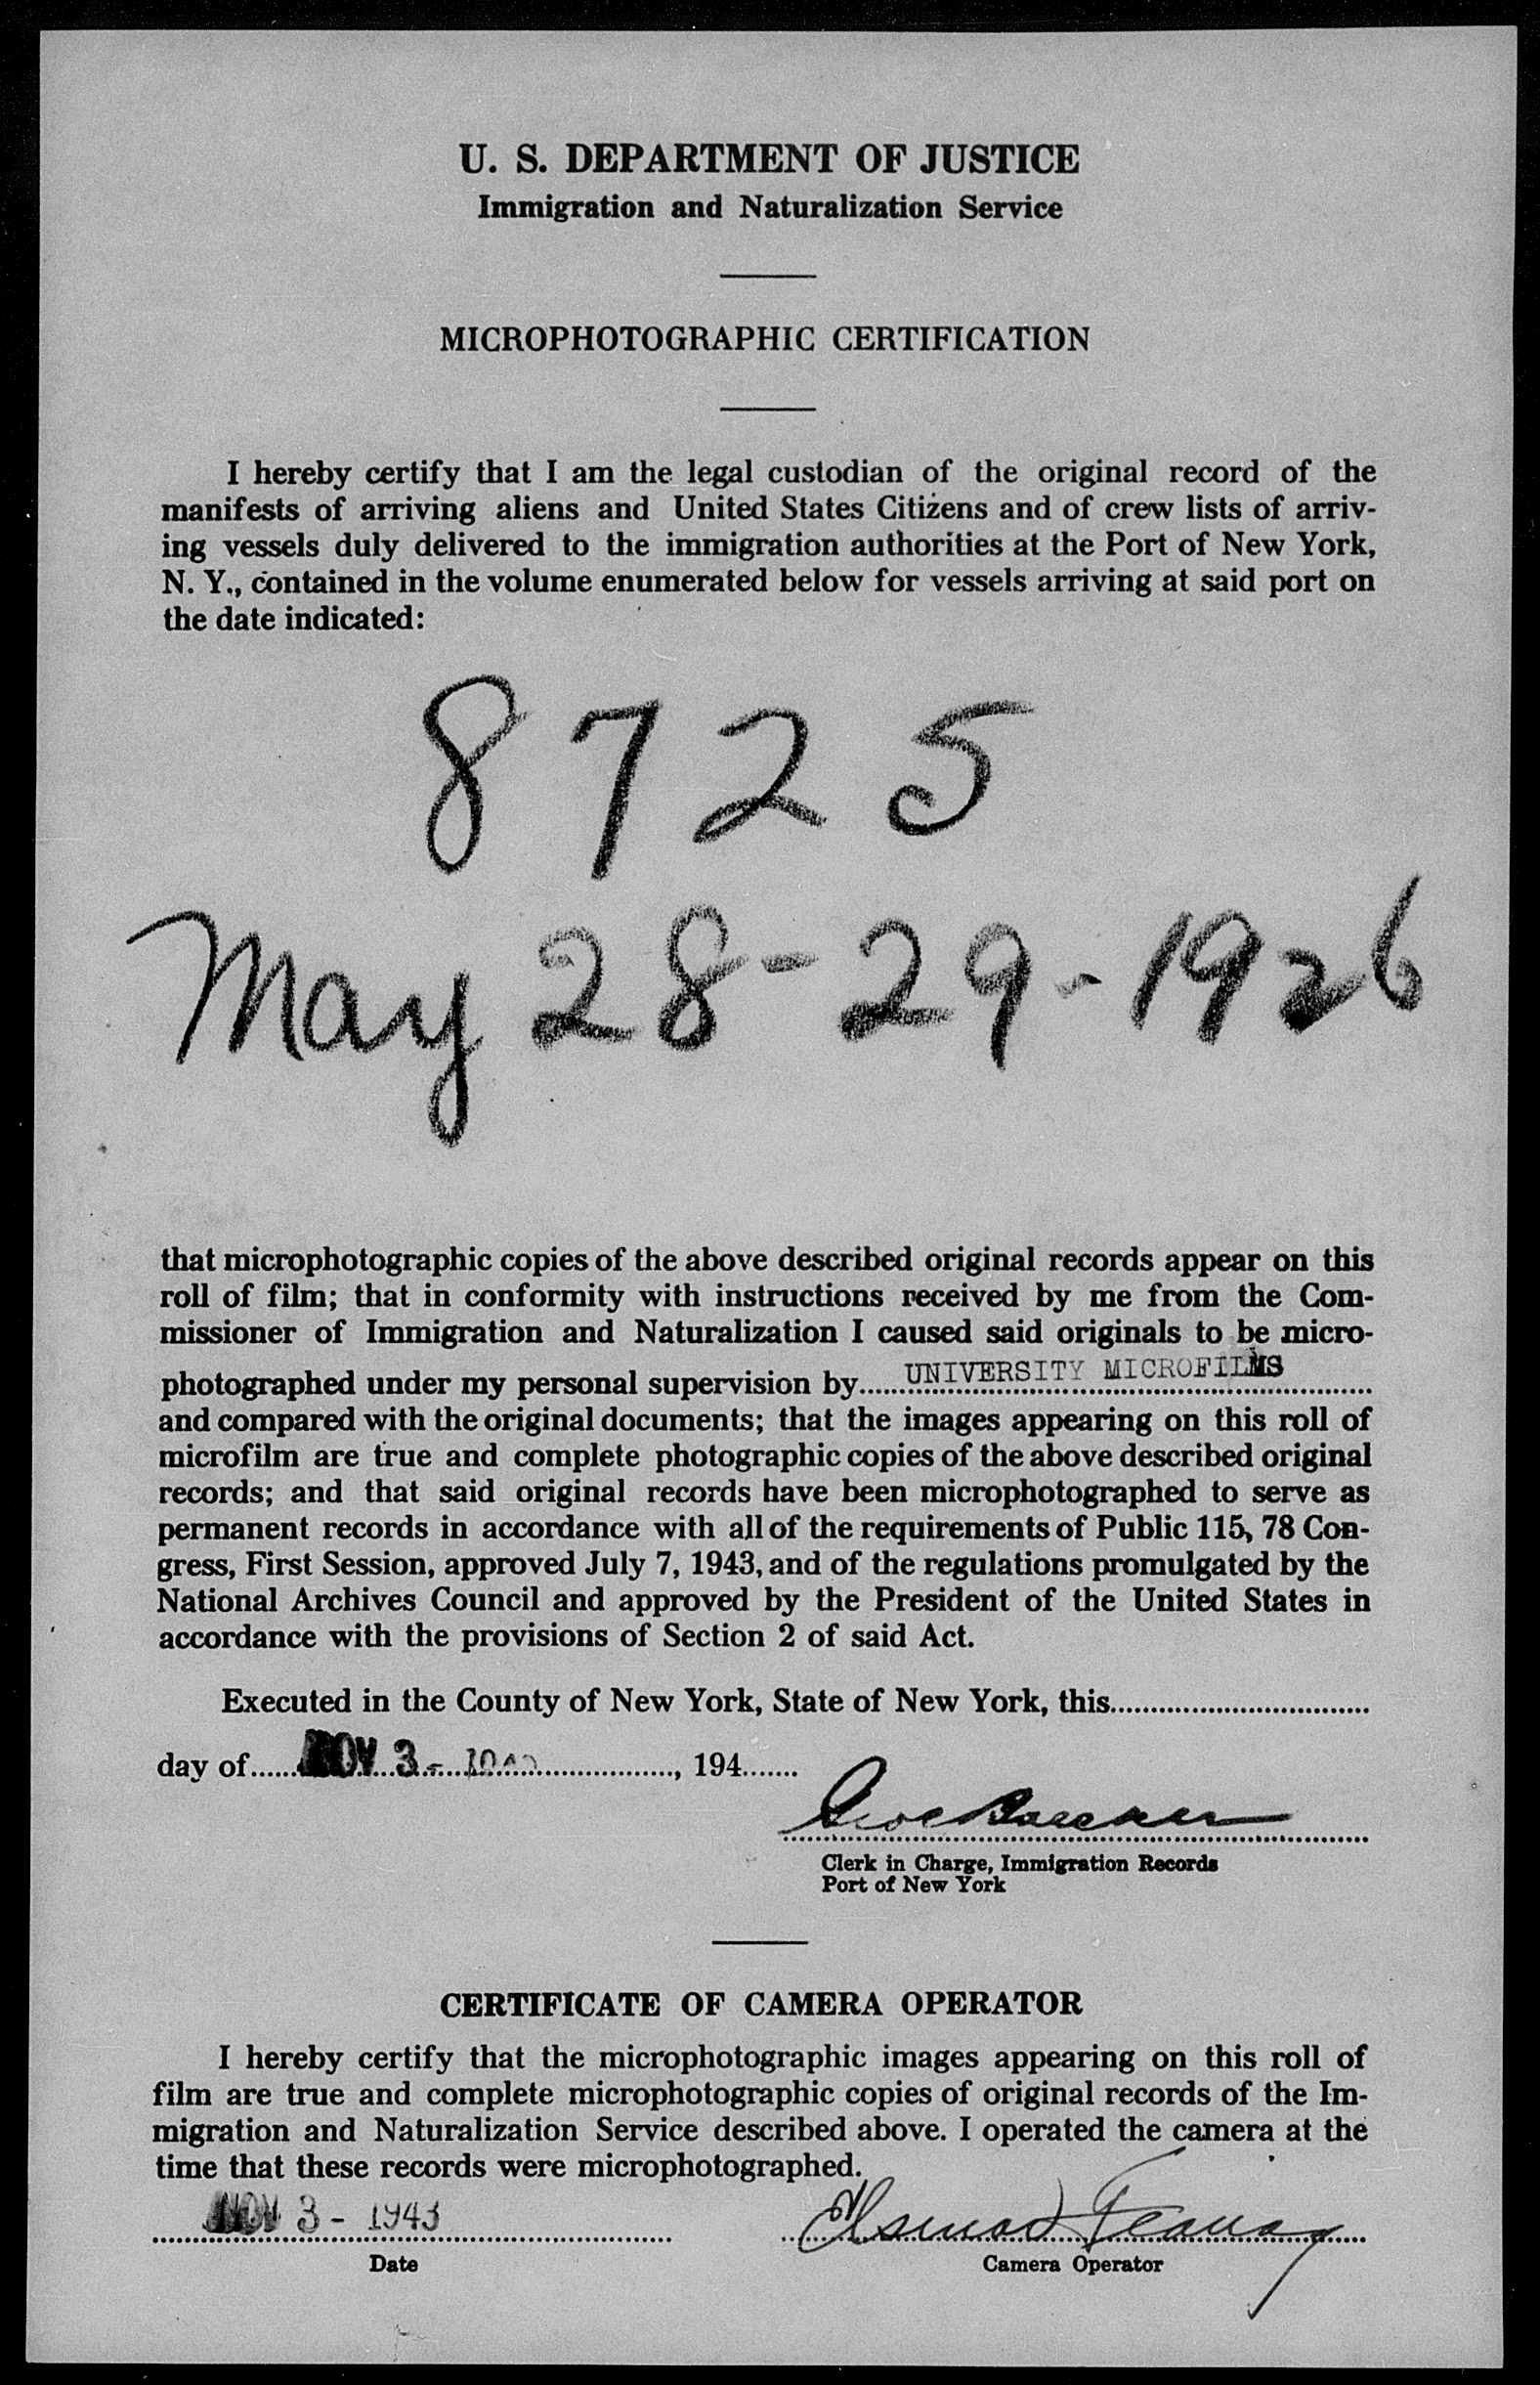 U. S. DEPARTMENT OF JUSTICE
Immigration and Naturalization Service
MICROPHOTOGRAPHIC CERTIFICATION
I hereby certify that I am the legal custodian of the original record of the
manifests of arriving aliens and United States Citizens and of crew lists of arriv-
ing vessels duly delivered to the immigration authorities at the Port of New York,
N. Y., contained in the volume enumerated below for vessels arriving at said port on
the date indicated:
8725
May 28-29-1926
that microphotographic copies of the above described original records appear on this
roll of film; that in conformity with instructions received by me from the Com-
missioner of Immigration and Naturalization I caused said originals to be micro-
photographed under my personal supervision by UNIVERSITY MICROFILMS
and compared with the original documents; that the images appearing on this roll of
microfilm are true and complete photographic copies of the above described original
records; and that said original records have been microphotographed to serve as
permanent records in accordance with all of the requirements of Public 115, 78 Con-
gress, First Session, approved July 7, 1943, and of the regulations promulgated by the
National Archives Council and approved by the President of the United States in
accordance with the provisions of Section 2 of said Act.
Executed in the County of New York, State of New York, this
day of NOV 3 - , 194
Clerk in Charge, Immigration Records
Port of New York
CERTIFICATE OF CAMERA OPERATOR
I hereby certify that the microphotographic images appearing on this roll of
film are true and complete microphotographic copies of original records of the Im-
migration and Naturalization Service described above. I operated the camera at the
time that these records were microphotographed.
NOV 3 - 1943
Date
Camera Operator